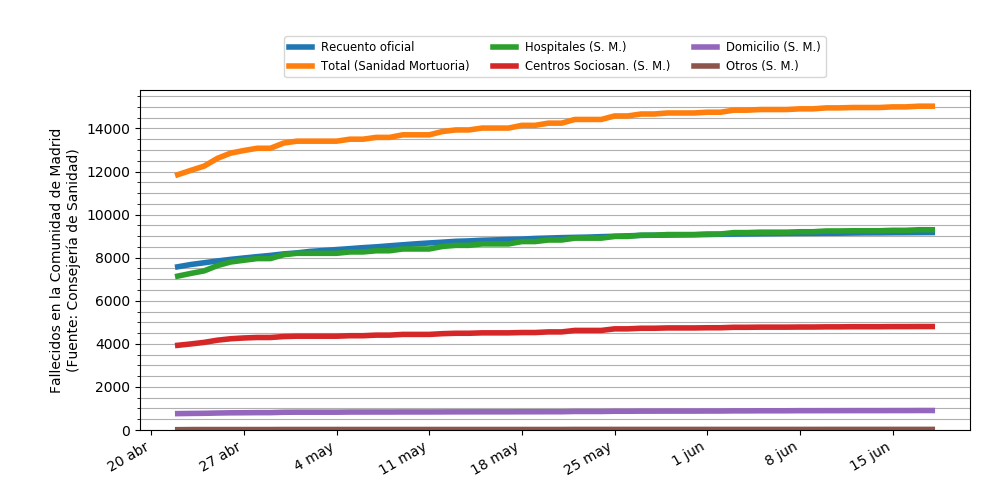 Recuento oficial
Total (Sanidad Mortuoria)
Hospitales (S. M.)
Centros Sociosan. (S. M.)
Domicilio (S. M.)
Otros (S. M.)
Fallecidos en la Comunidad de Madrid
(Fuente: Consejería de Sanidad)
14000
12000
10000
8000
6000
4000
2000
0
20 abr
27 abr
4 may
11 may
18 may
25 may
1 jun
8 jun
15 jun